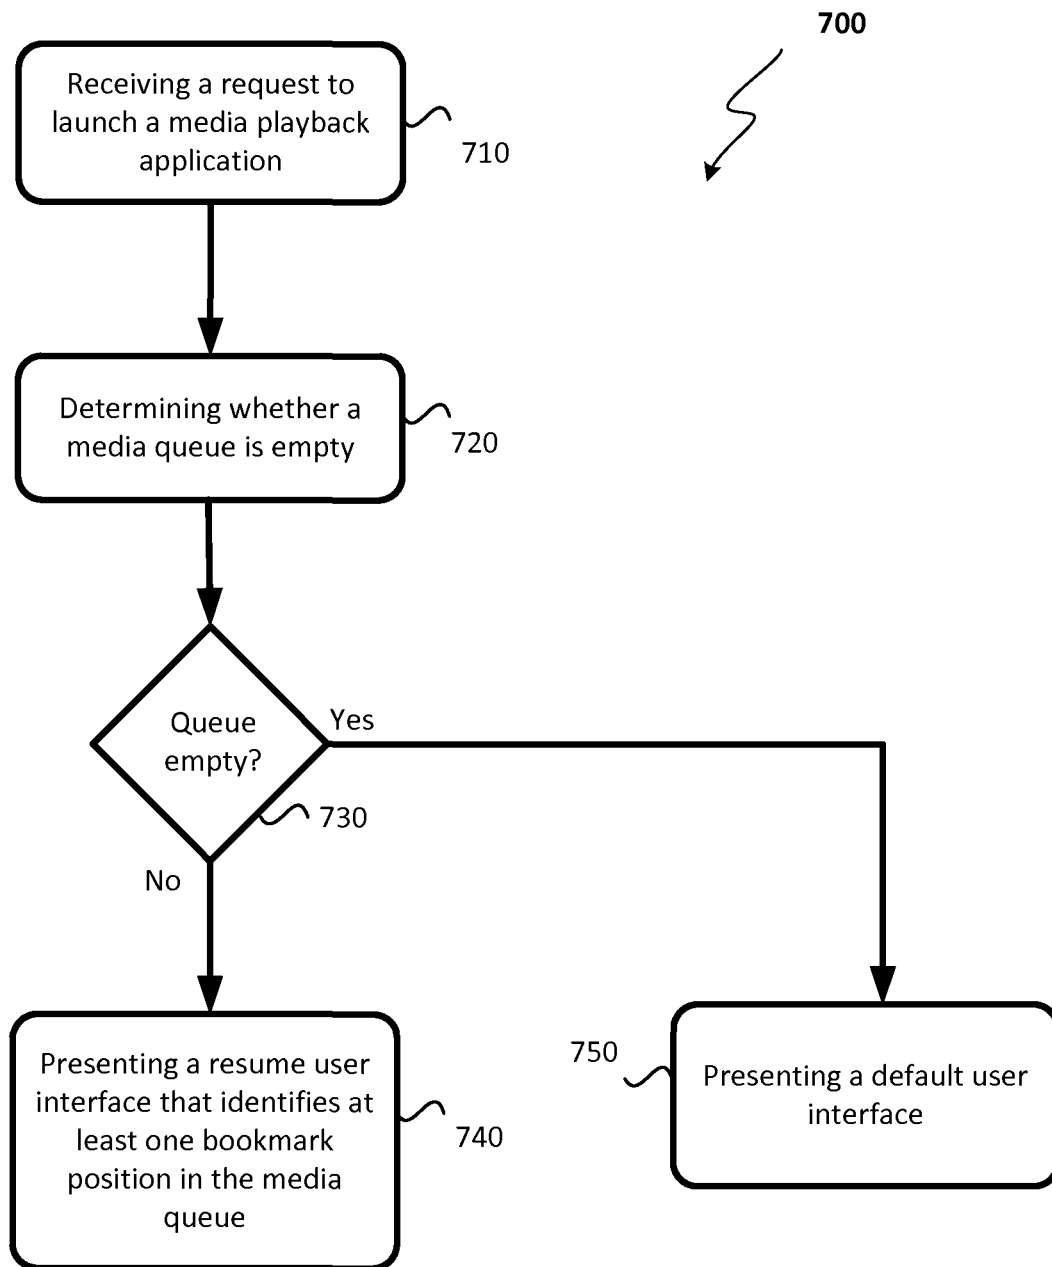 700
Receiving a request to
launch a media playback
application
710
Determining whether a
media queue is empty
720
Queue
empty?
Yes
730
No
Presenting a resume user
interface that identifies at
least one bookmark
position in the media
queue
740
750
Presenting a default user
interface